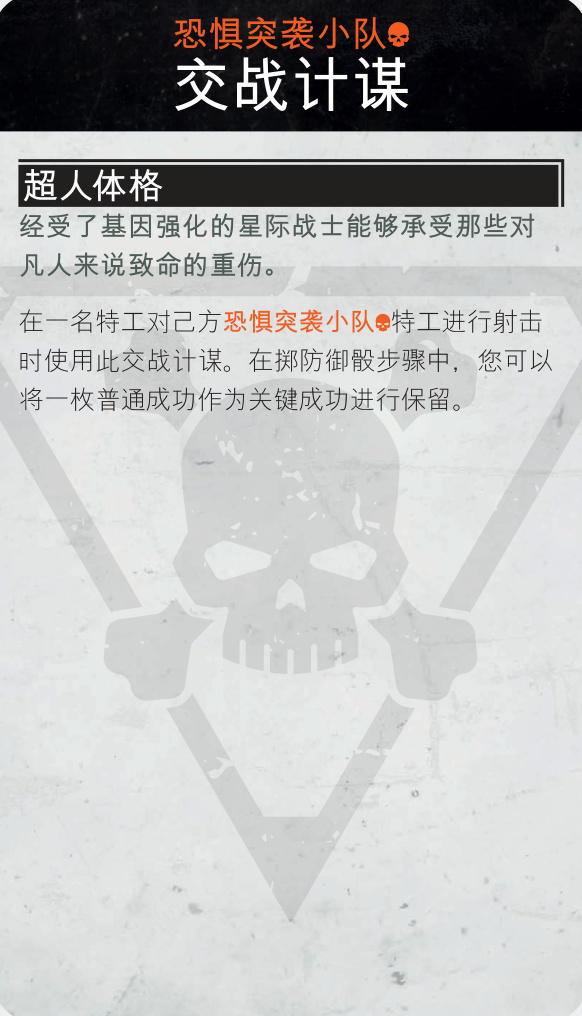 恐惧突袭小队
交战计谋
超人体格
经受了基因强化的星际战士能够承受那些对
凡人来说致命的重伤。
在一名特工对己方恐惧突袭小队特工进行射击
时使用此交战计谋。在掷防御骰步骤中，您可以
将一枚普通成功作为关键成功进行保留。